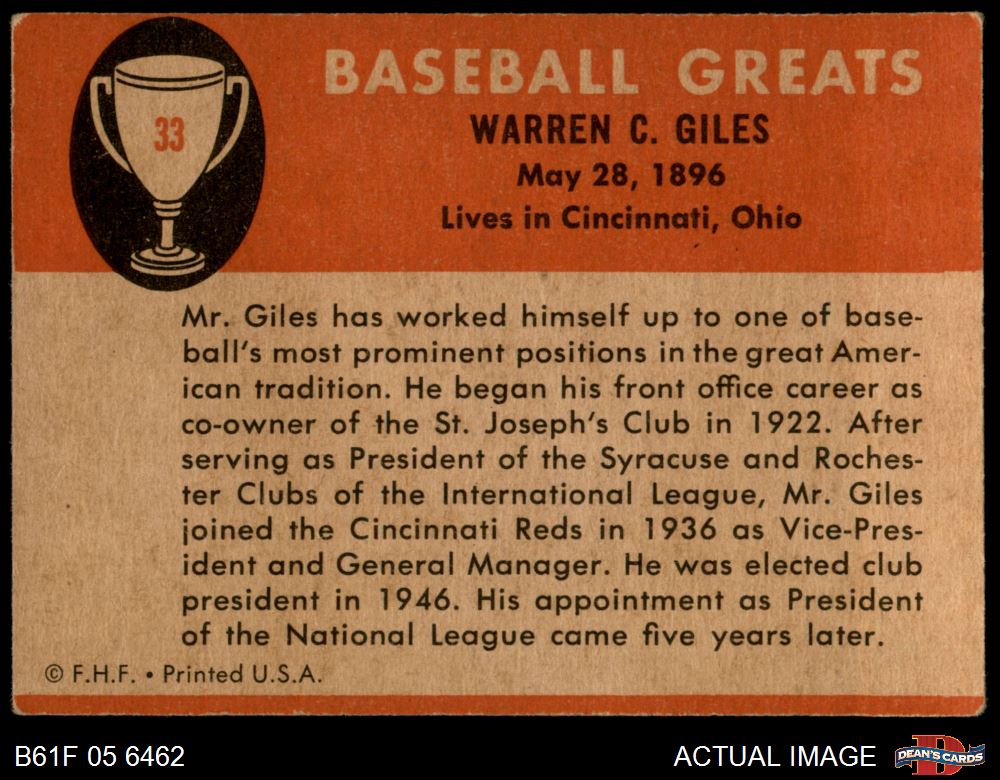 33
BASEBALL GREATS
WARREN C. GILES
May 28, 1896
Lives in Cincinnati, Ohio
Mr. Giles has worked himself up to one of base-
ball's most prominent positions in the great Amer-
ican tradition. He began his front office career as
co-owner of the St. Joseph's Club in 1922. After
serving as President of the Syracuse and Roches-
ter Clubs of the International League, Mr. Giles
joined the Cincinnati Reds in 1936 as Vice-Pres-
ident and General Manager. He was elected club
president in 1946. His appointment as President
of the National League came five years later.
© F.H.F. • Printed U.S.A.
B61F 05 6462
ACTUAL IMAGE
D
DEAN'S CARDS